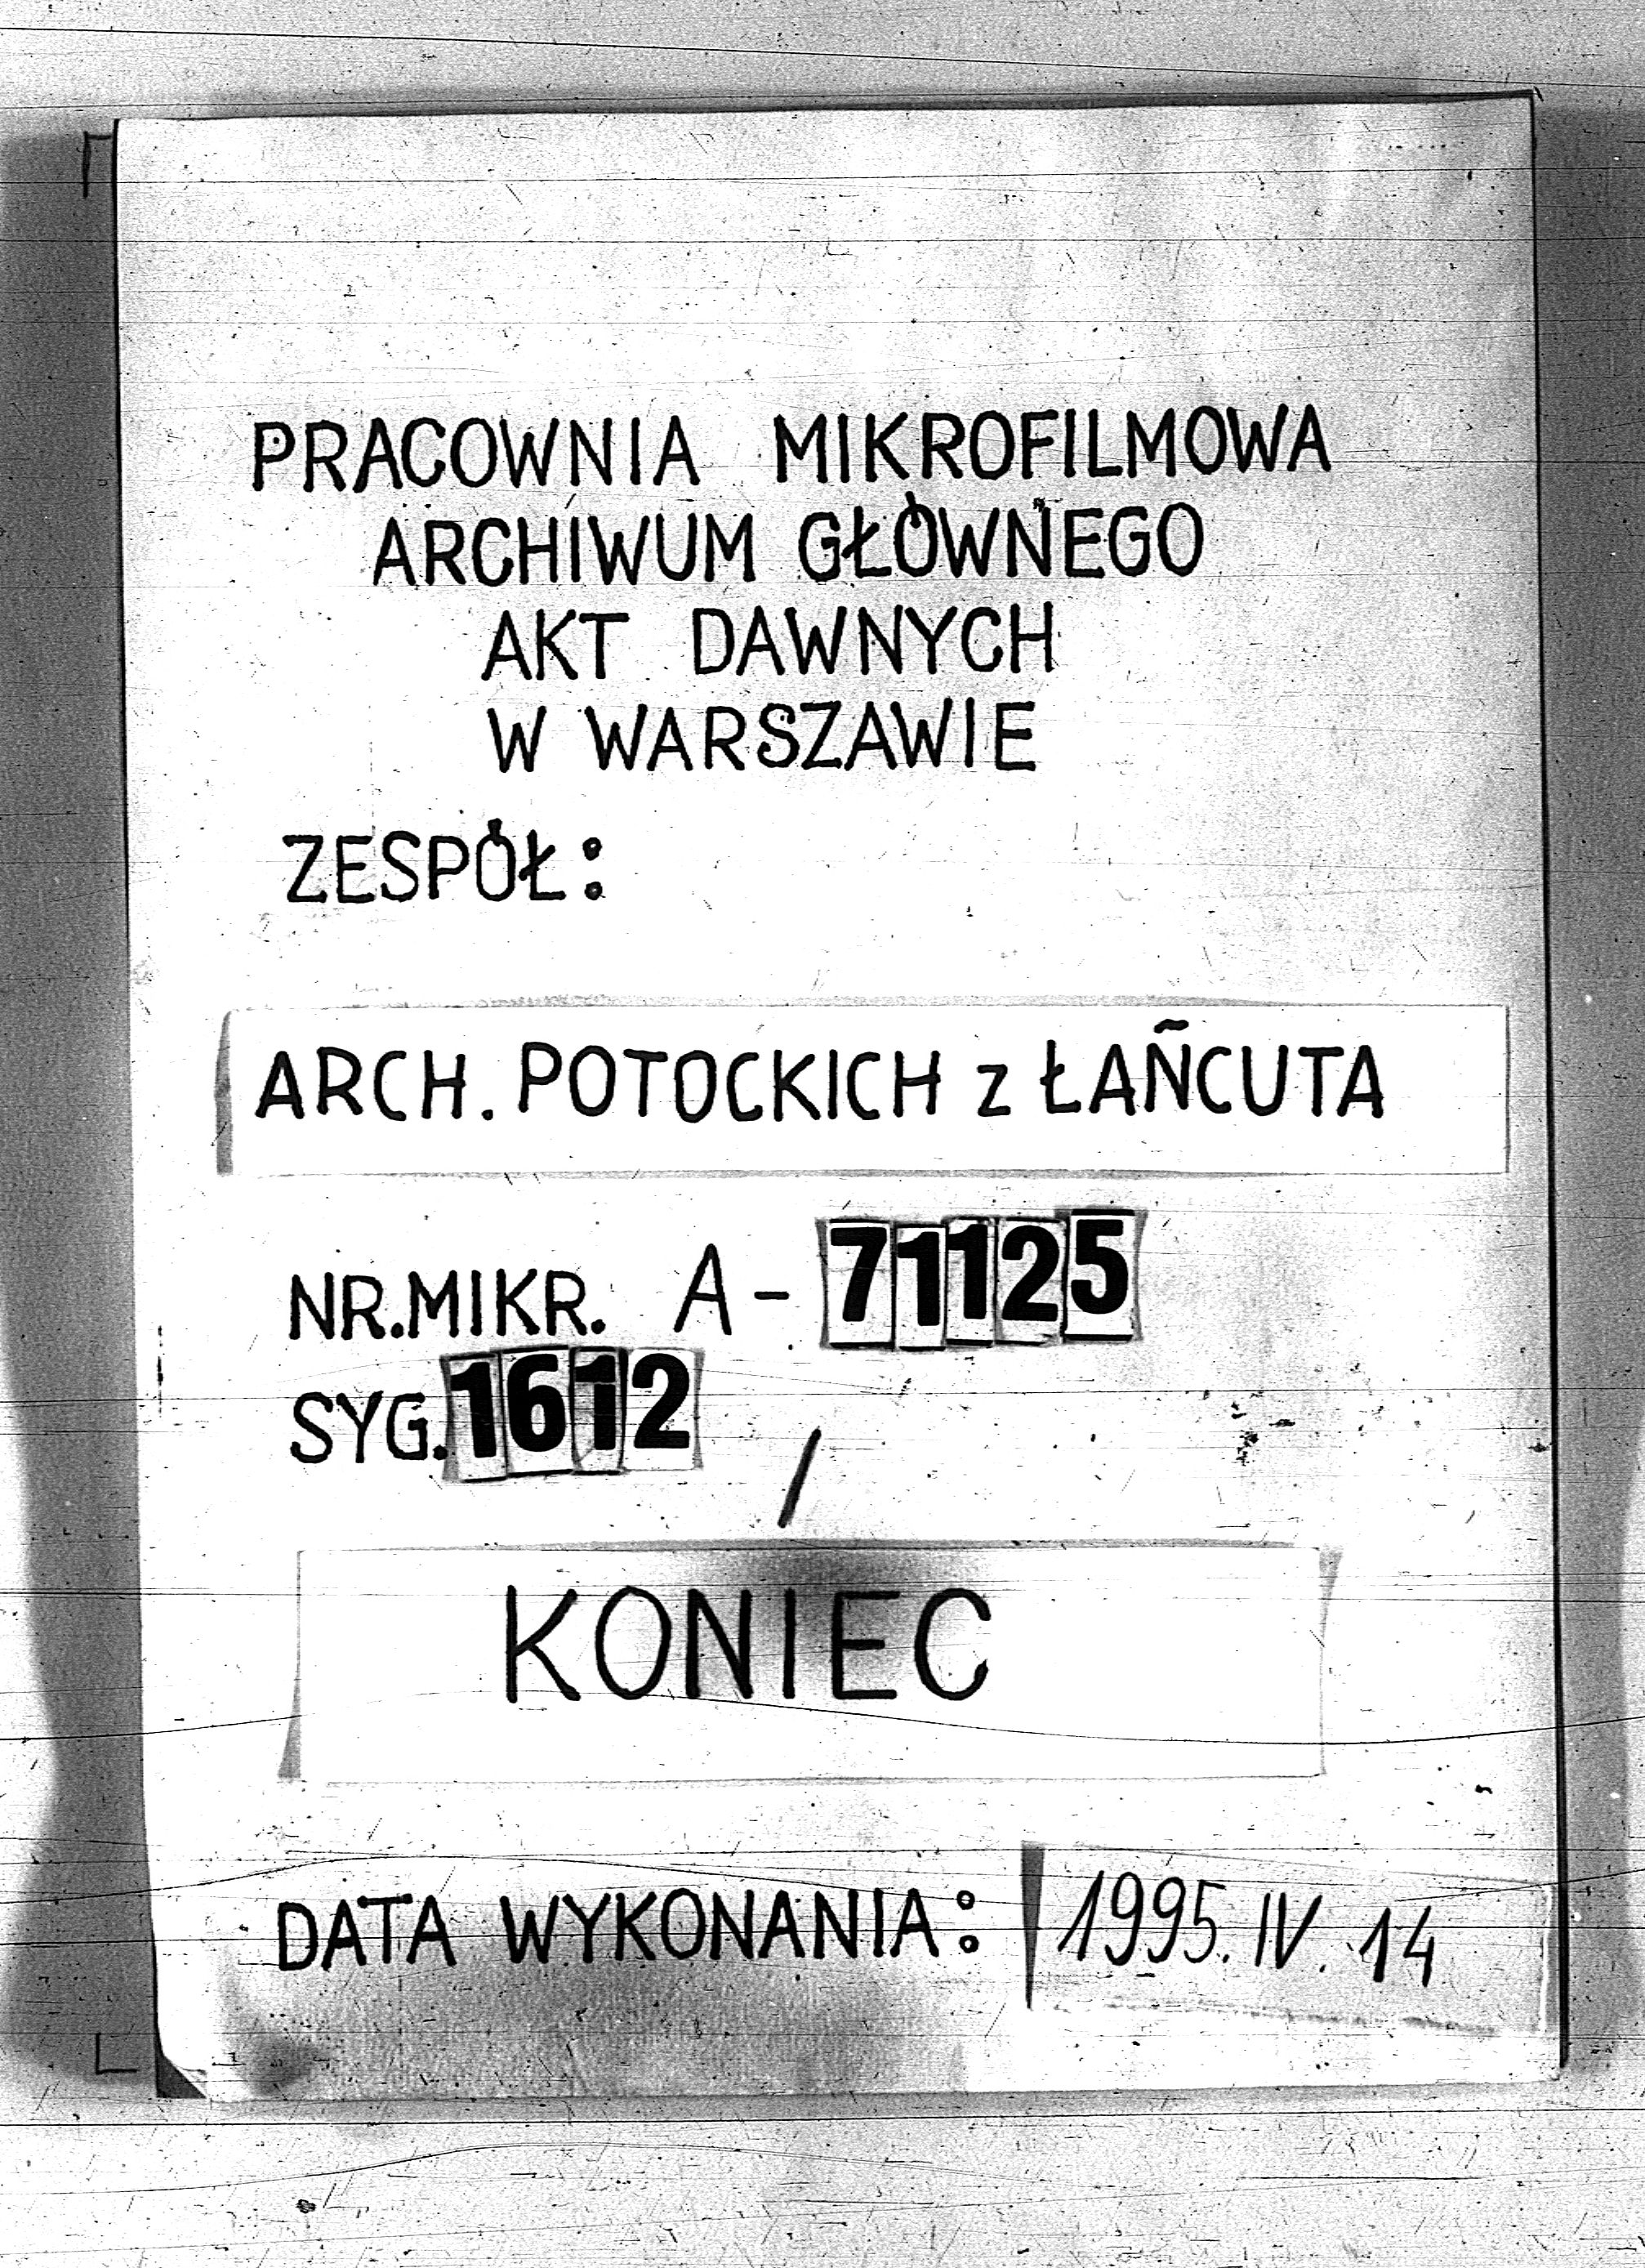 PRACOWNIA MIKROFILMOWA
ARCHIWUM GŁÓWNEGO
AKT DAWNYCH
W WARSZAWIE
ZESPÓŁ:
ARCH. POTOCKICH z ŁAŃCUTA
NR.MIKR. A-71125
SYG.1612 /
KONIEC
DATA WYKONANIA: 1995.IV.14